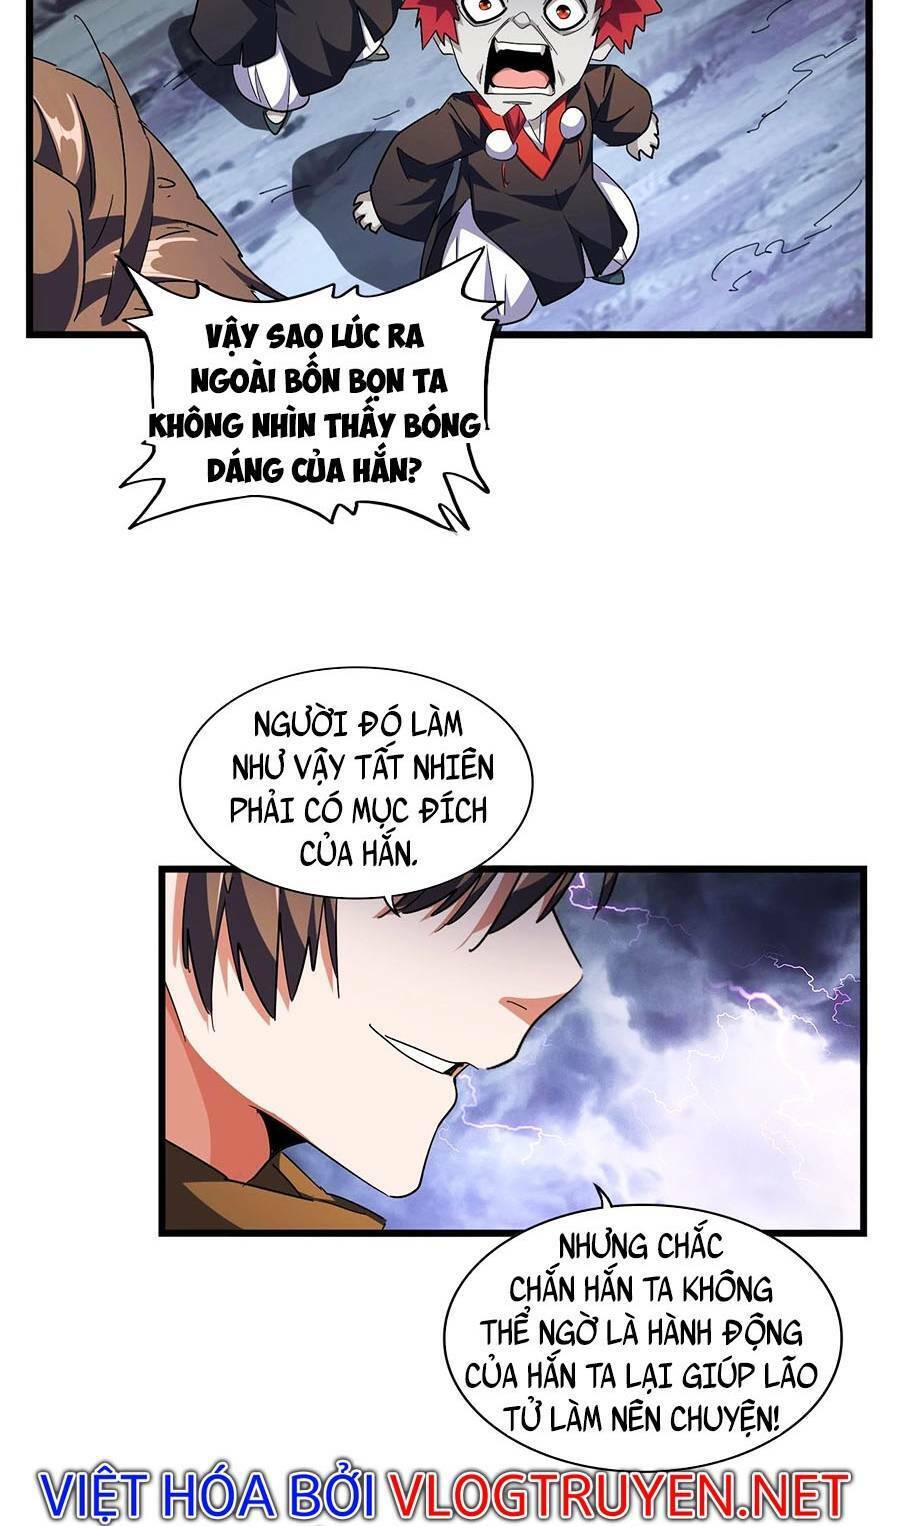 VẬY SAO LÚC RA
NGOÀI BỐN BỌN TA
KHÔNG NHÌN THẤY BÓNG
DÁNG CỦA HẮN?
NGƯỜI ĐÓ LÀM
NHƯ VẬY TẤT NHIÊN
PHẢI CÓ MỤC ĐÍCH
CỦA HẮN.
NHƯNG CHẮC
CHẮN HẮN TA KHÔNG
THỂ NGỜ LÀ HÀNH ĐỘNG
CỦA HẮN TA LẠI GIÚP LÃO
TỬ LÀM NÊN CHUYỆN!
VIỆT HÓA BỞI VLOGTRUYEN.NET